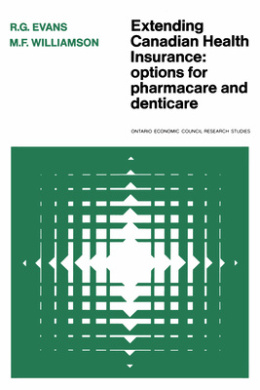 R.G. EVANS
M.F. WILLIAMSON
Extending
Canadian Health
Insurance:
options for
pharmacare and
denticare
ONTARIO ECONOMIC COUNCIL RESEARCH STUDIES